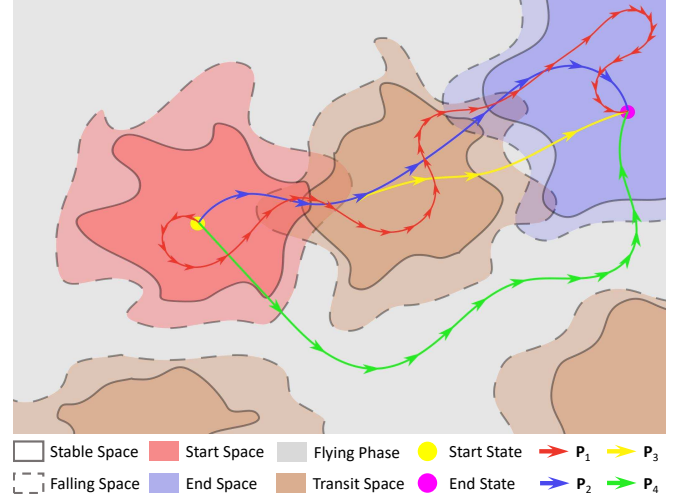 Stable Space Start Space Flying Phase Start State P₁ P₃
Falling Space End Space Transit Space End State P₂ P₄